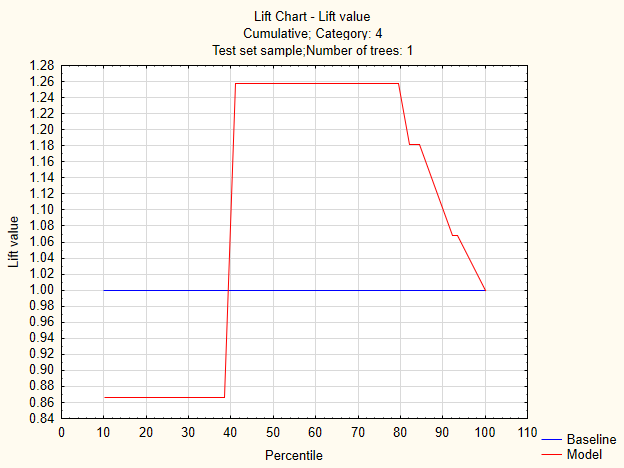 Lift Chart - Lift value
Cumulative; Category: 4
Test set sample;Number of trees: 1
1.28
1.26
1.24
1.22
1.20
1.18
1.16
1.14
1.12
1.10
1.08
1.06
1.04
1.02
1.00
0.98
0.96
0.94
0.92
0.90
0.88
0.86
0.84
Lift value
0 10 20 30 40 50 60 70 80 90 100 110
Percentile
Baseline
Model